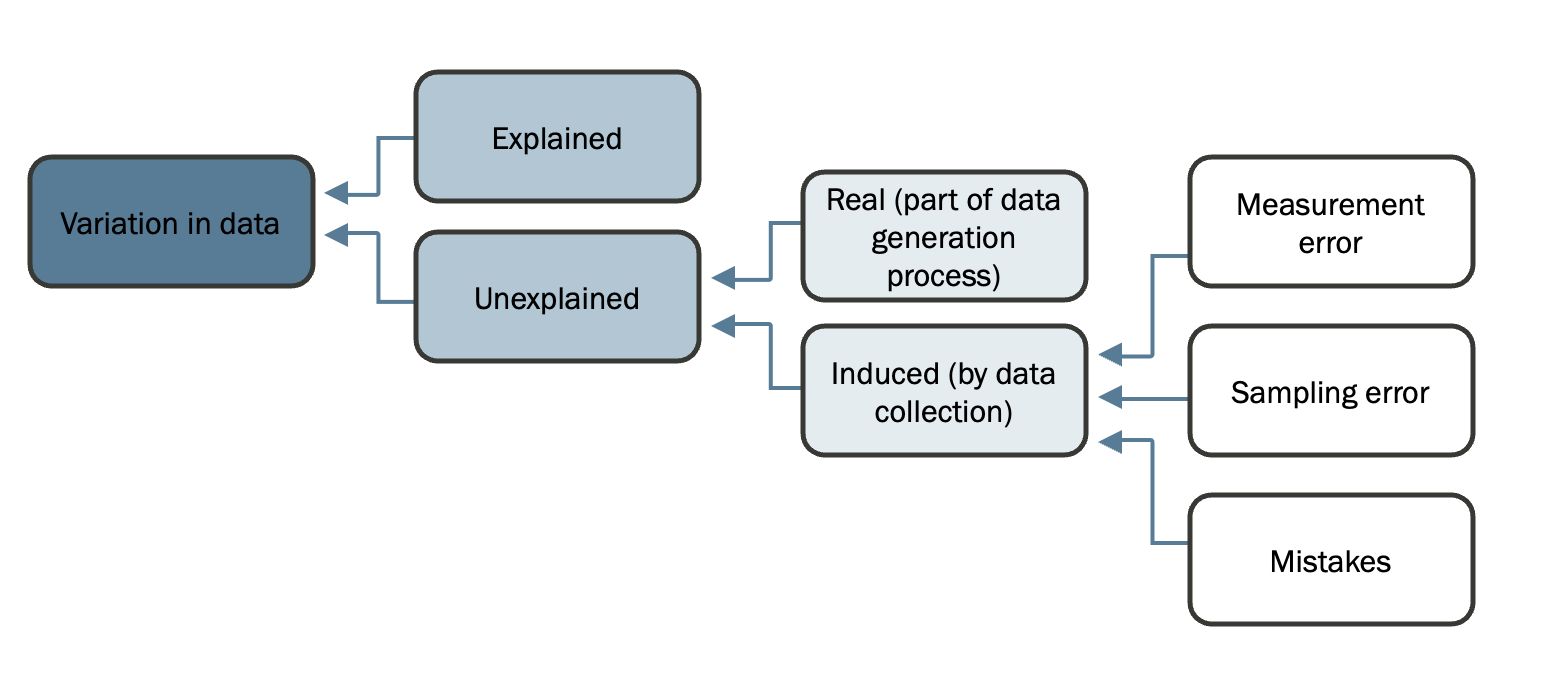 Variation in data
Explained
Unexplained
Real (part of data
generation
process)
Induced (by data
collection)
Measurement
error
Sampling error
Mistakes